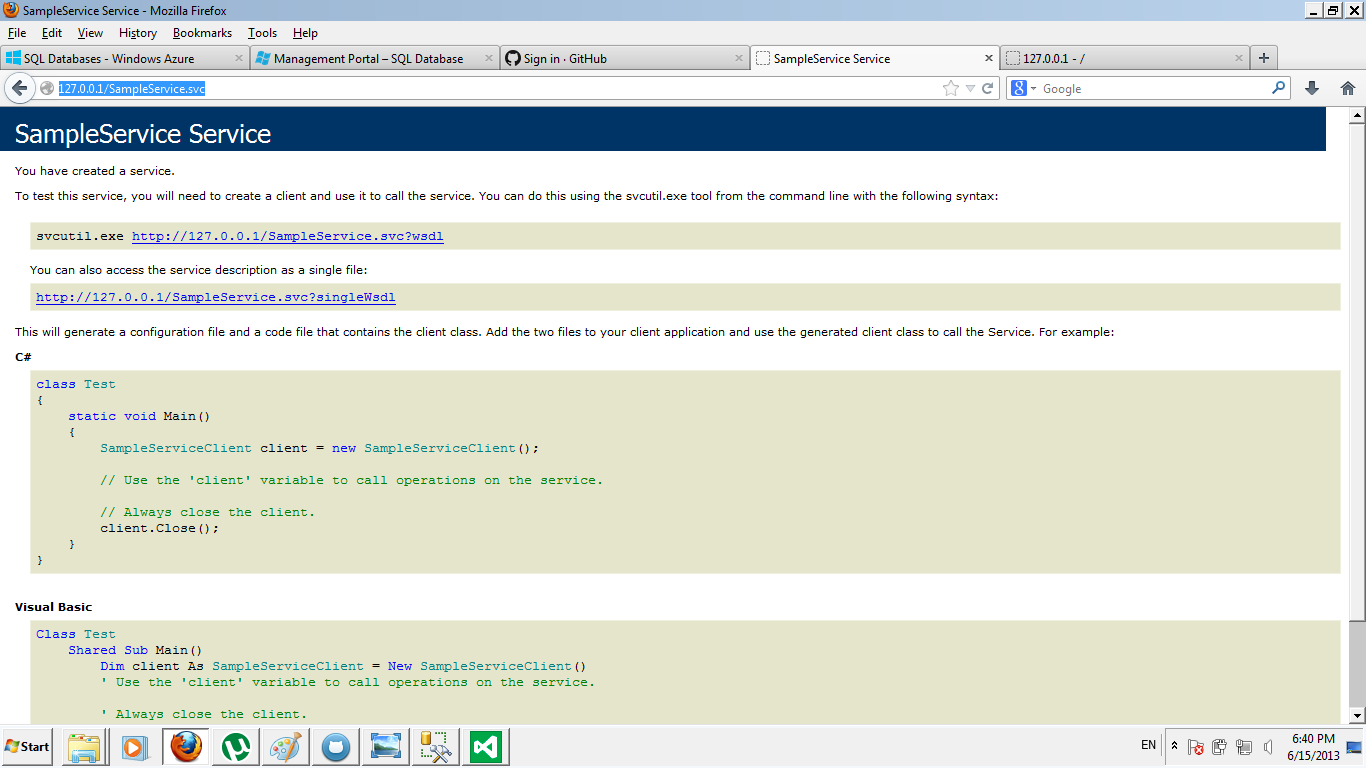 SampleService Service - Mozilla Firefox
File Edit View History Bookmarks Tools Help
SQL Databases - Windows Azure
Management Portal – SQL Database
Sign in · GitHub
SampleService Service
127.0.0.1 - /
127.0.0.1/SampleService.svc
Google
SampleService Service
You have created a service.
To test this service, you will need to create a client and use it to call the service. You can do this using the svcutil.exe tool from the command line with the following syntax:
svcutil.exe http://127.0.0.1/SampleService.svc?wsdl
You can also access the service description as a single file:
http://127.0.0.1/SampleService.svc?singleWsdl
This will generate a configuration file and a code file that contains the client class. Add the two files to your client application and use the generated client class to call the Service. For example:
C#
class Test
{
    static void Main()
    {
        SampleServiceClient client = new SampleServiceClient();
        // Use the 'client' variable to call operations on the service.
        // Always close the client.
        client.Close();
    }
}
Visual Basic
Class Test
    Shared Sub Main()
        Dim client As SampleServiceClient = New SampleServiceClient()
        ' Use the 'client' variable to call operations on the service.
        ' Always close the client.
Start
EN
6:40 PM
6/15/2013